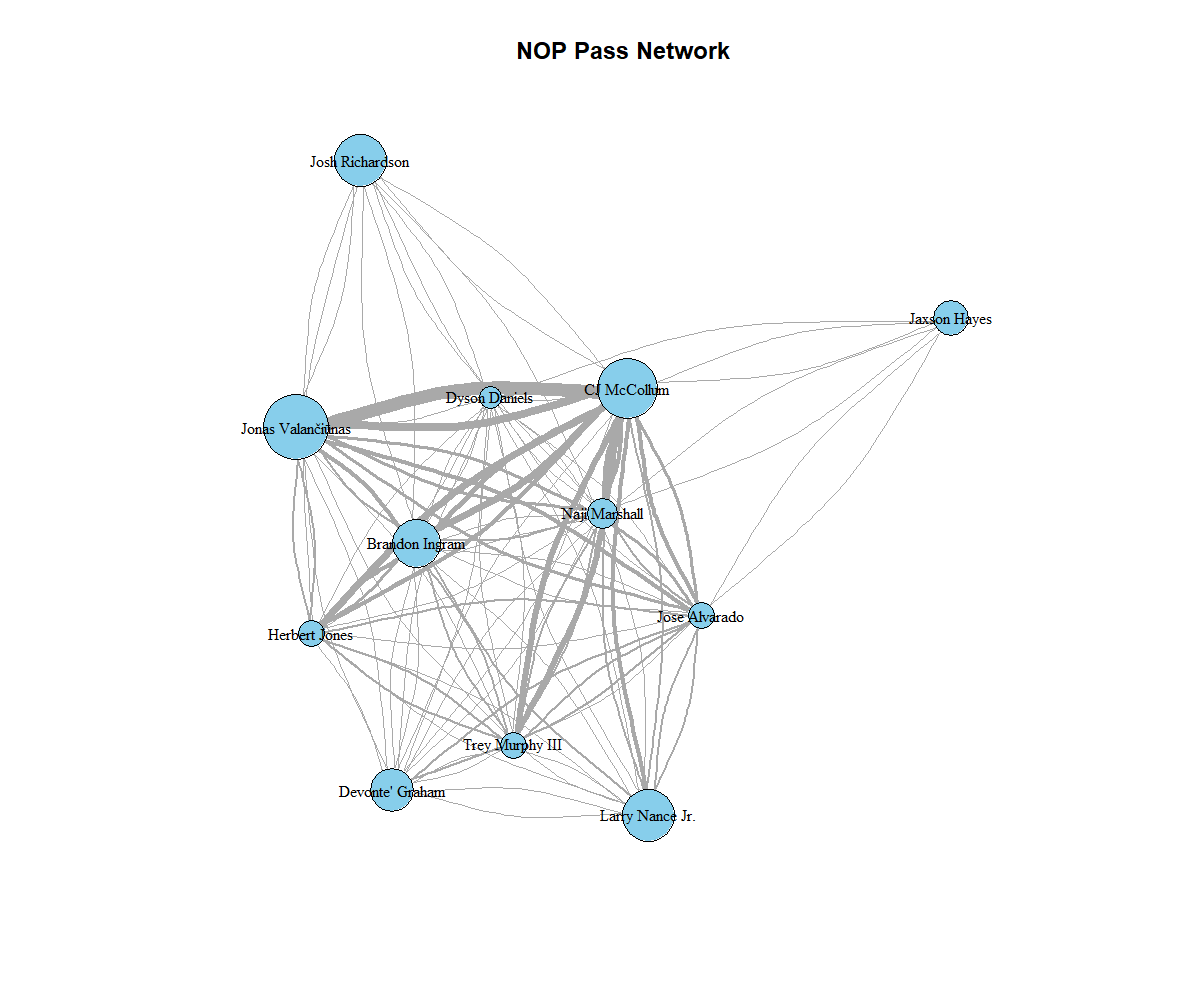 NOP Pass Network
Josh Richardson
Jaxson Hayes
CJ McCollum
Dyson Daniels
Jonas Valančiūnas
Naji Marshall
Brandon Ingram
Jose Alvarado
Herbert Jones
Trey Murphy III
Devonte' Graham
Larry Nance Jr.